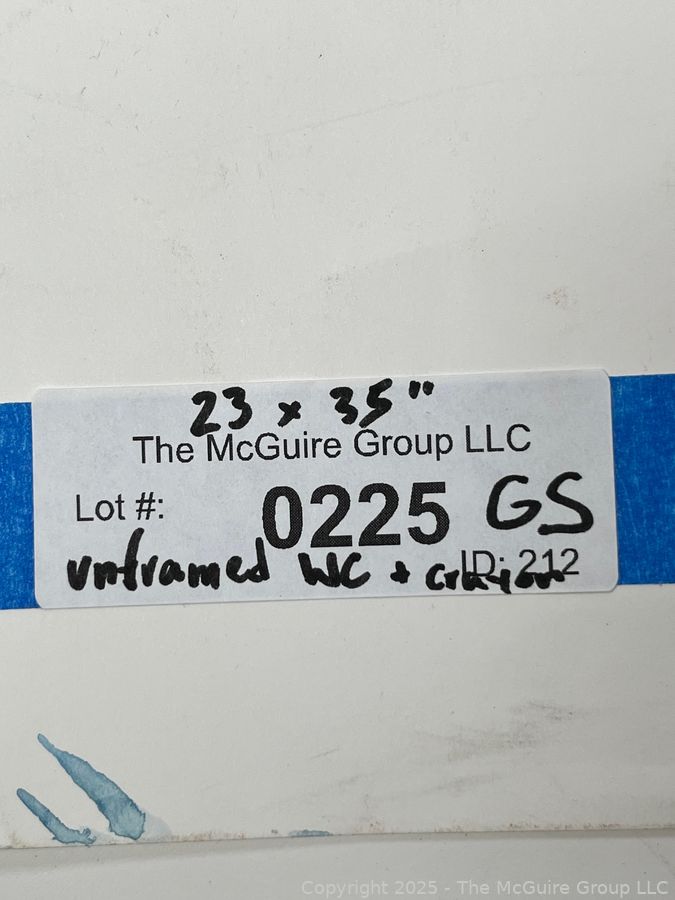 23 x 35"
The McGuire Group LLC
Lot #: 0225 GS
ID: 212
unframed WC + crayon
Copyright 2025 - The McGuire Group LLC